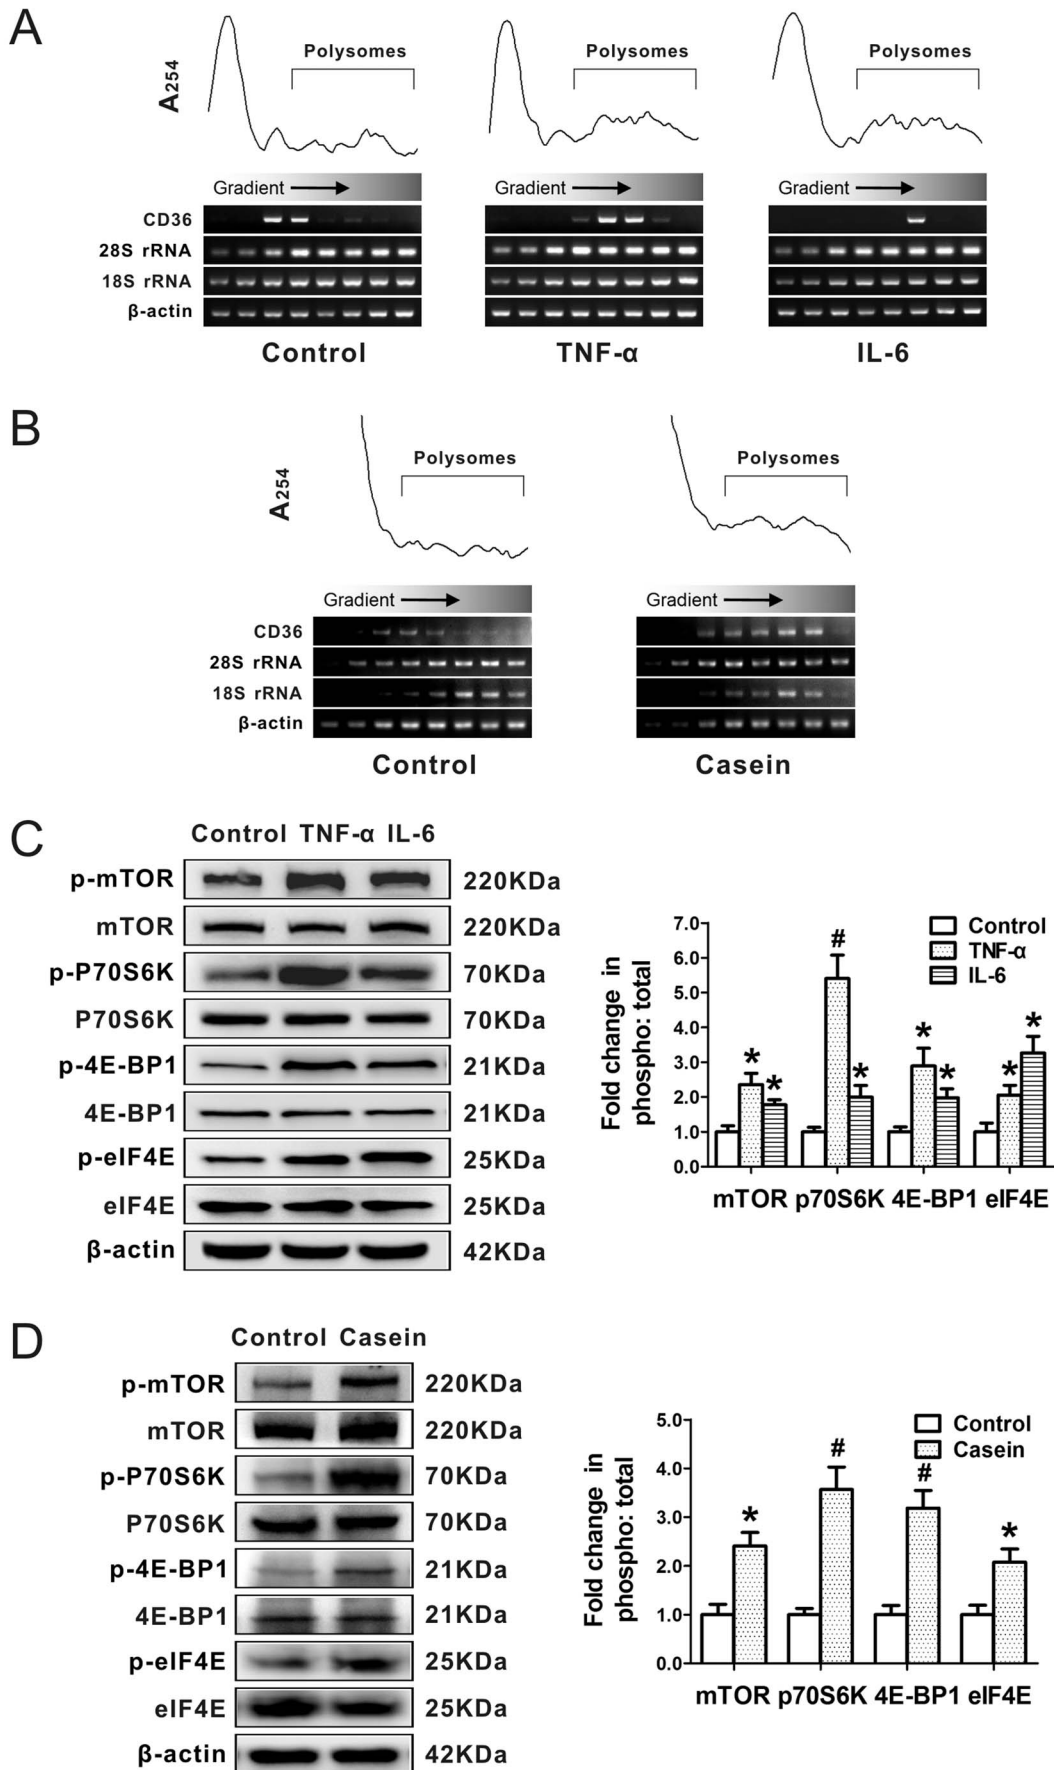 A
A254
Polysomes
Polysomes
Polysomes
Gradient
Gradient
Gradient
CD36
28S rRNA
18S rRNA
β-actin
Control
TNF-α
IL-6
B
A254
Polysomes
Polysomes
Gradient
Gradient
CD36
28S rRNA
18S rRNA
β-actin
Control
Casein
C
Control TNF-α IL-6
p-mTOR 220KDa
mTOR 220KDa
p-P70S6K 70KDa
P70S6K 70KDa
p-4E-BP1 21KDa
4E-BP1 21KDa
p-eIF4E 25KDa
eIF4E 25KDa
β-actin 42KDa
Fold change in
phospho: total
7.0
6.0
5.0
4.0
3.0
2.0
1.0
0.0
Control
TNF-α
IL-6
* * # * * * * *
mTOR p70S6K 4E-BP1 eIF4E
D
Control Casein
p-mTOR 220KDa
mTOR 220KDa
p-P70S6K 70KDa
P70S6K 70KDa
p-4E-BP1 21KDa
4E-BP1 21KDa
p-eIF4E 25KDa
eIF4E 25KDa
β-actin 42KDa
Fold change in
phospho: total
5.0
4.0
3.0
2.0
1.0
0.0
Control
Casein
* # # *
mTOR p70S6K 4E-BP1 eIF4E